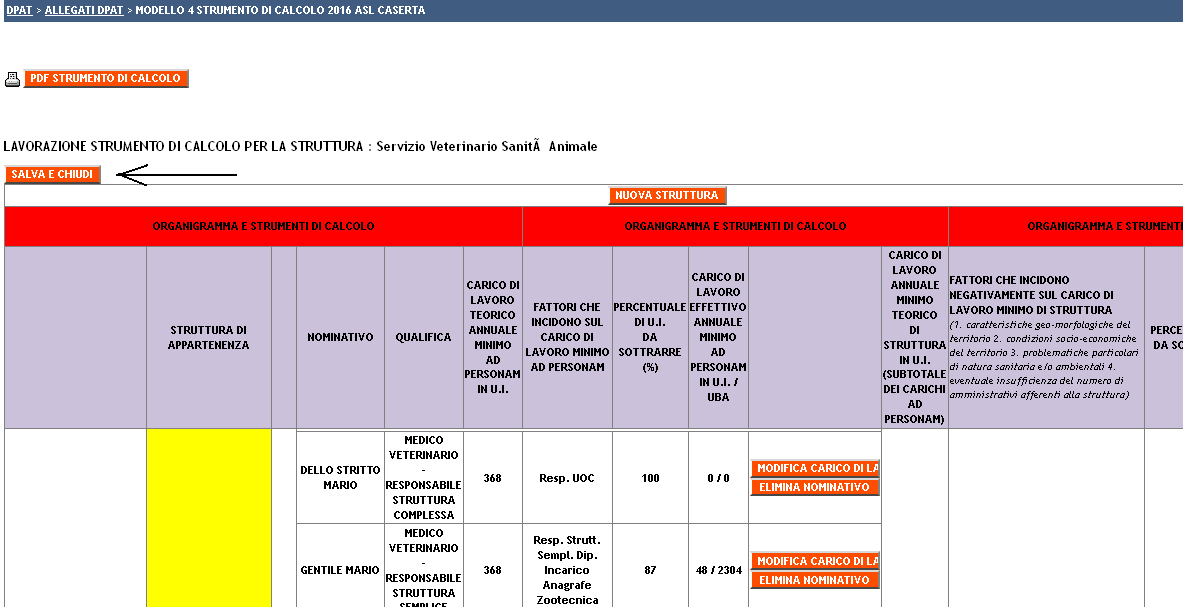 DPAT > ALLEGATI DPAT > MODELLO 4 STRUMENTO DI CALCOLO 2016 ASL CASERTA
PDF STRUMENTO DI CALCOLO
LAVORAZIONE STRUMENTO DI CALCOLO PER LA STRUTTURA : Servizio Veterinario SanitÃ Animale
SALVA E CHIUDI
NUOVA STRUTTURA
ORGANIGRAMMA E STRUMENTI DI CALCOLO
ORGANIGRAMMA E STRUMENTI DI CALCOLO
ORGANIGRAMMA E STRUMENTI
STRUTTURA DI
APPARTENENZA
NOMINATIVO
QUALIFICA
CARICO DI
LAVORO
TEORICO
ANNUALE
MINIMO
AD
PERSONAM
IN U.I.
FATTORI CHE
INCIDONO SUL
CARICO DI
LAVORO MINIMO
AD PERSONAM
PERCENTUALE
DI U.I.
DA
SOTTRARRE
(%)
CARICO DI
LAVORO
EFFETTIVO
ANNUALE
MINIMO
AD
PERSONAM
IN U.I. /
UBA
CARICO DI
LAVORO
ANNUALE
MINIMO
TEORICO
DI
STRUTTURA
IN U.I.
(SUBTOTALE
DEI CARICHI
AD
PERSONAM)
FATTORI CHE INCIDONO
NEGATIVAMENTE SUL CARICO DI
LAVORO MINIMO DI STRUTTURA
(1. caratteristiche geo-morfologiche del
territorio 2. condizioni socio-economiche
del territorio 3. problematiche particolari
di natura sanitaria e/o ambientali 4.
eventuale insufficienza del numero di
amministrativi afferenti alla struttura)
PERCE
DA SO
DELLO STRITTO
MARIO
MEDICO
VETERINARIO
-
RESPONSABILE
STRUTTURA
COMPLESSA
368
Resp. UOC
100
0 / 0
MODIFICA CARICO DI LA
ELIMINA NOMINATIVO
GENTILE MARIO
MEDICO
VETERINARIO
-
RESPONSABILE
STRUTTURA
SEMPLICE
368
Resp. Strutt.
Sempl. Dip.
Incarico
Anagrafe
Zootecnica
87
48 / 2304
MODIFICA CARICO DI LA
ELIMINA NOMINATIVO